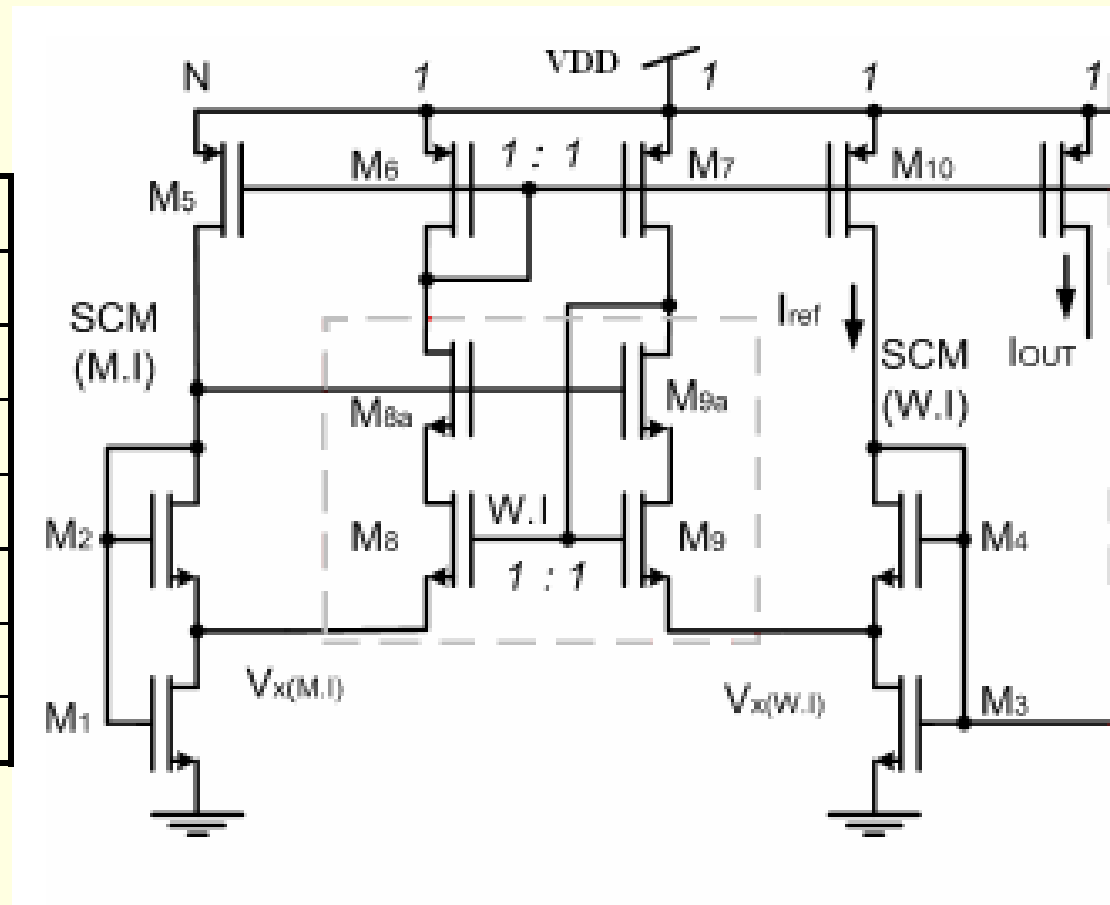 N 1 VDD 1 1 1
M6 1 : 1 M7 M10
M5
SCM
(M.I)
Iref
SCM
(W.I)
IOUT
M8a M9a
M2 M8 W.I M9 M4
1 : 1
Vx(M.I)
Vx(W.I)
M1 M3